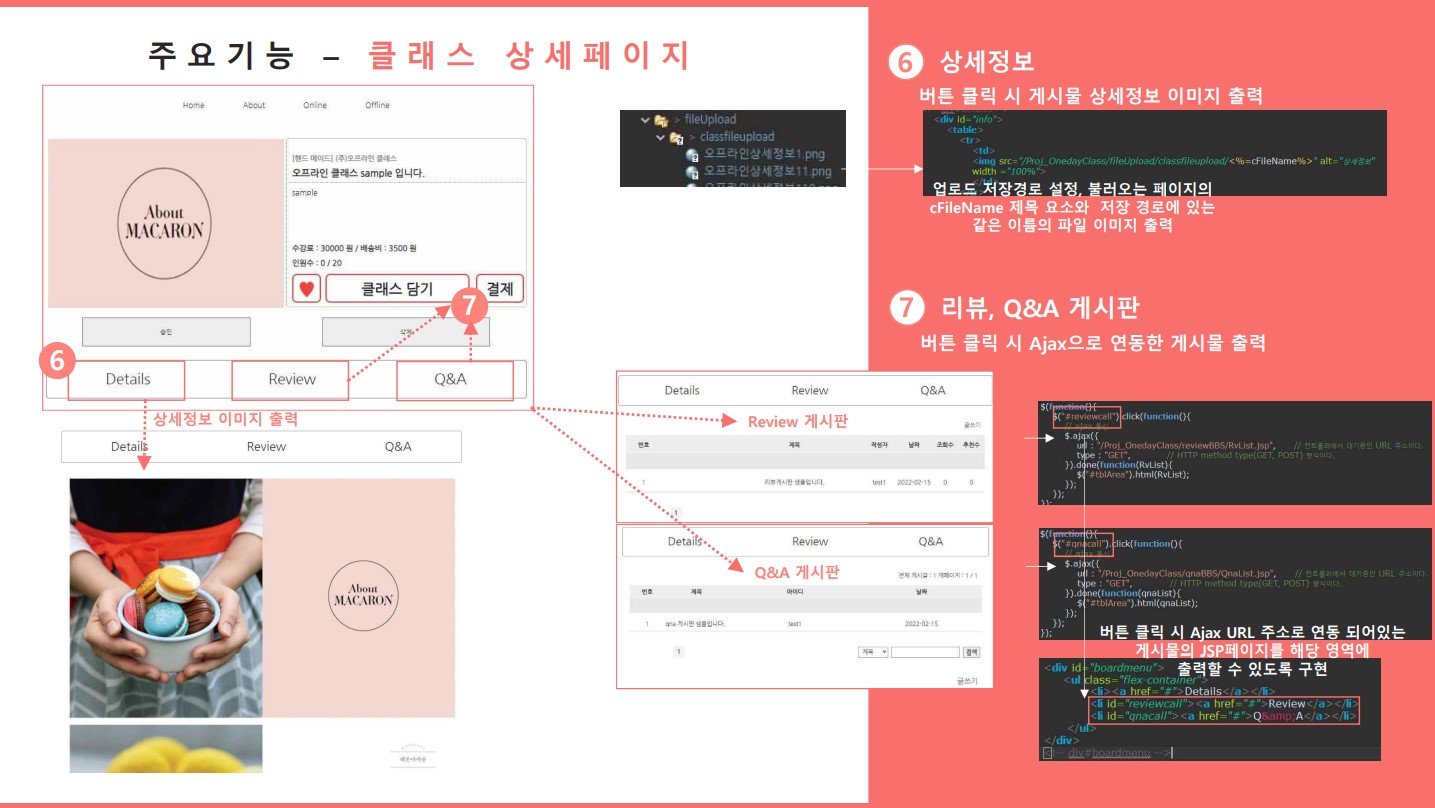 주요기능 – 클래스 상세페이지
Home About Online Offline
About
MACARON
[핸드 메이드] (주)오프라인 클래스
오프라인 클래스 sample 입니다.
sample
수강료 : 30000 원 / 배송비 : 3500 원
인원수 : 0 / 20
클래스 담기 결제
7
승인
6
Details Review Q&A
상세정보 이미지 출력
Details Review Q&A
About
MACARON
fileUpload
classfileupload
오프라인상세정보1.png
오프라인상세정보11.png
Details Review Q&A
Review 게시판
글쓰기
번호 제목 작성자 날짜 조회수 추천수
1 리뷰게시판 샘플입니다. test1 2022-02-15 0 0
1
Details Review Q&A
Q&A 게시판
전체 게시글 : 1 개페이지 : 1 / 1
번호 제목 아이디 날짜
1 qna 게시판 샘플입니다. test1 2022-02-15
1
제목 검색
글쓰기
6 상세정보
버튼 클릭 시 게시물 상세정보 이미지 출력
<div id="info">
<table>
<tr>
<td>
<img src="/Proj_OnedayClass/fileUpload/classfileupload/<%=cFileName%>" alt="상세정보"
width ="100%">
업로드 저장경로 설정, 불러오는 페이지의
cFileName 제목 요소와 저장 경로에 있는
같은 이름의 파일 이미지 출력
7 리뷰, Q&A 게시판
버튼 클릭 시 Ajax으로 연동한 게시물 출력
$(function(){
$("#reviewcall").click(function(){
// ajax 통신
$.ajax({
url : "/Proj_OnedayClass/reviewBBS/RvList.jsp", // 컨트롤러에서 대기중인 URL 주소이다.
type : "GET", // HTTP method type(GET, POST) 형식이다.
}).done(function(RvList){
$("#tblArea").html(RvList);
});
});
});
$(function(){
$("#qnacall").click(function(){
// ajax 통신
$.ajax({
url : "/Proj_OnedayClass/qnaBBS/QnaList.jsp", // 컨트롤러에서 대기중인 URL 주소이다.
type : "GET", // HTTP method type(GET, POST) 형식이다.
}).done(function(qnaList){
$("#tblArea").html(qnaList);
});
});
});
버튼 클릭 시 Ajax URL 주소로 연동 되어있는
게시물의 JSP페이지를 해당 영역에
출력할 수 있도록 구현
<div id="boardmenu">
<ul class="flex-container">
<li><a href="#">Details</a></li>
<li id="reviewcall"><a href="#">Review</a></li>
<li id="qnacall"><a href="#">Q&amp;A</a></li>
</ul>
</div>
<!-- div#boardmenu -->